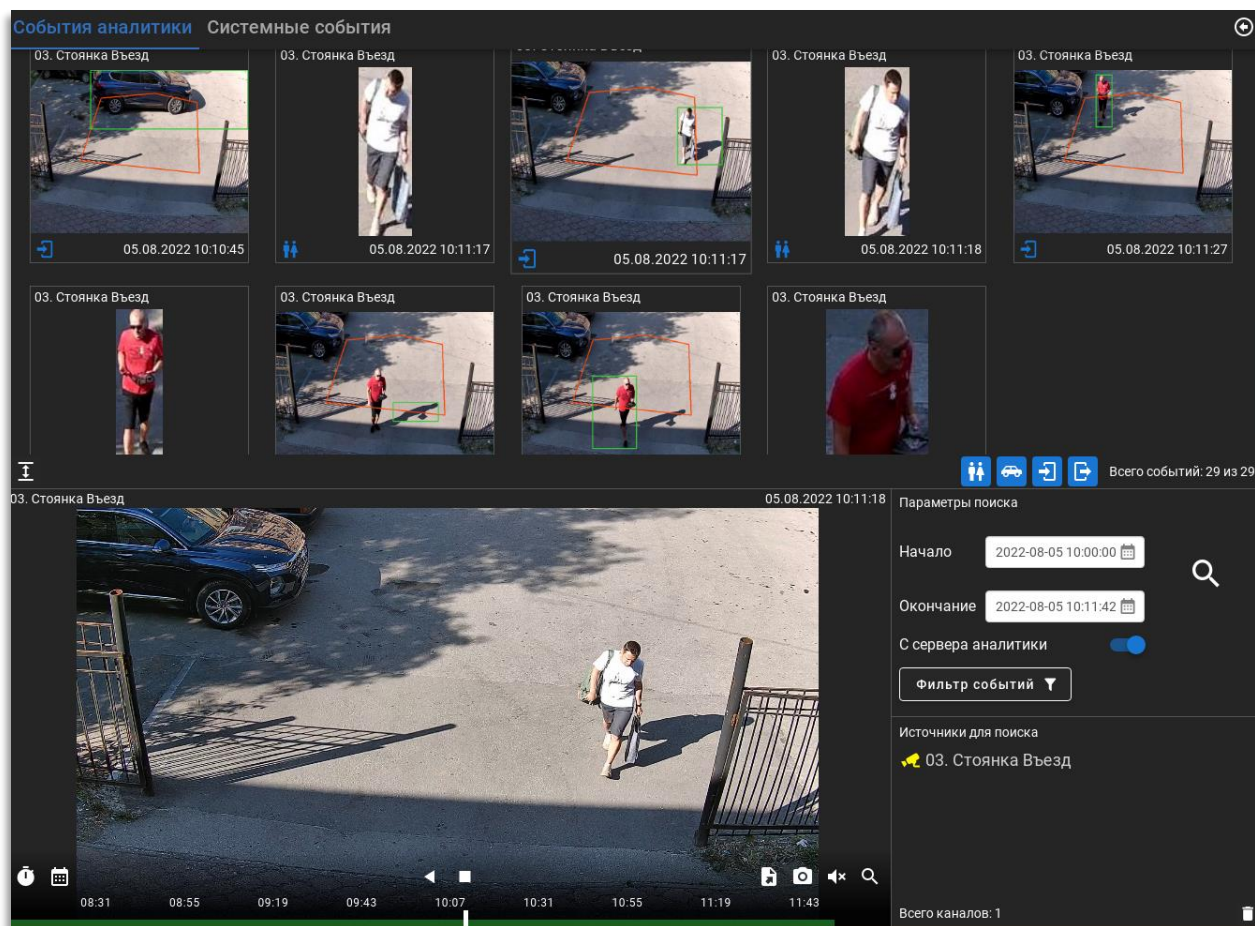 События аналитики Системные события
03. Стоянка Въезд
03. Стоянка Въезд
03. Стоянка Въезд
03. Стоянка Въезд
03. Стоянка Въезд
05.08.2022 10:10:45
05.08.2022 10:11:17
05.08.2022 10:11:17
05.08.2022 10:11:18
05.08.2022 10:11:27
03. Стоянка Въезд
03. Стоянка Въезд
03. Стоянка Въезд
03. Стоянка Въезд
Всего событий: 29 из 29
03. Стоянка Въезд
05.08.2022 10:11:18
08:31 08:55 09:19 09:43 10:07 10:31 10:55 11:19 11:43
Параметры поиска
Начало 2022-08-05 10:00:00
Окончание 2022-08-05 10:11:42
С сервера аналитики
Фильтр событий
Источники для поиска
03. Стоянка Въезд
Всего каналов: 1